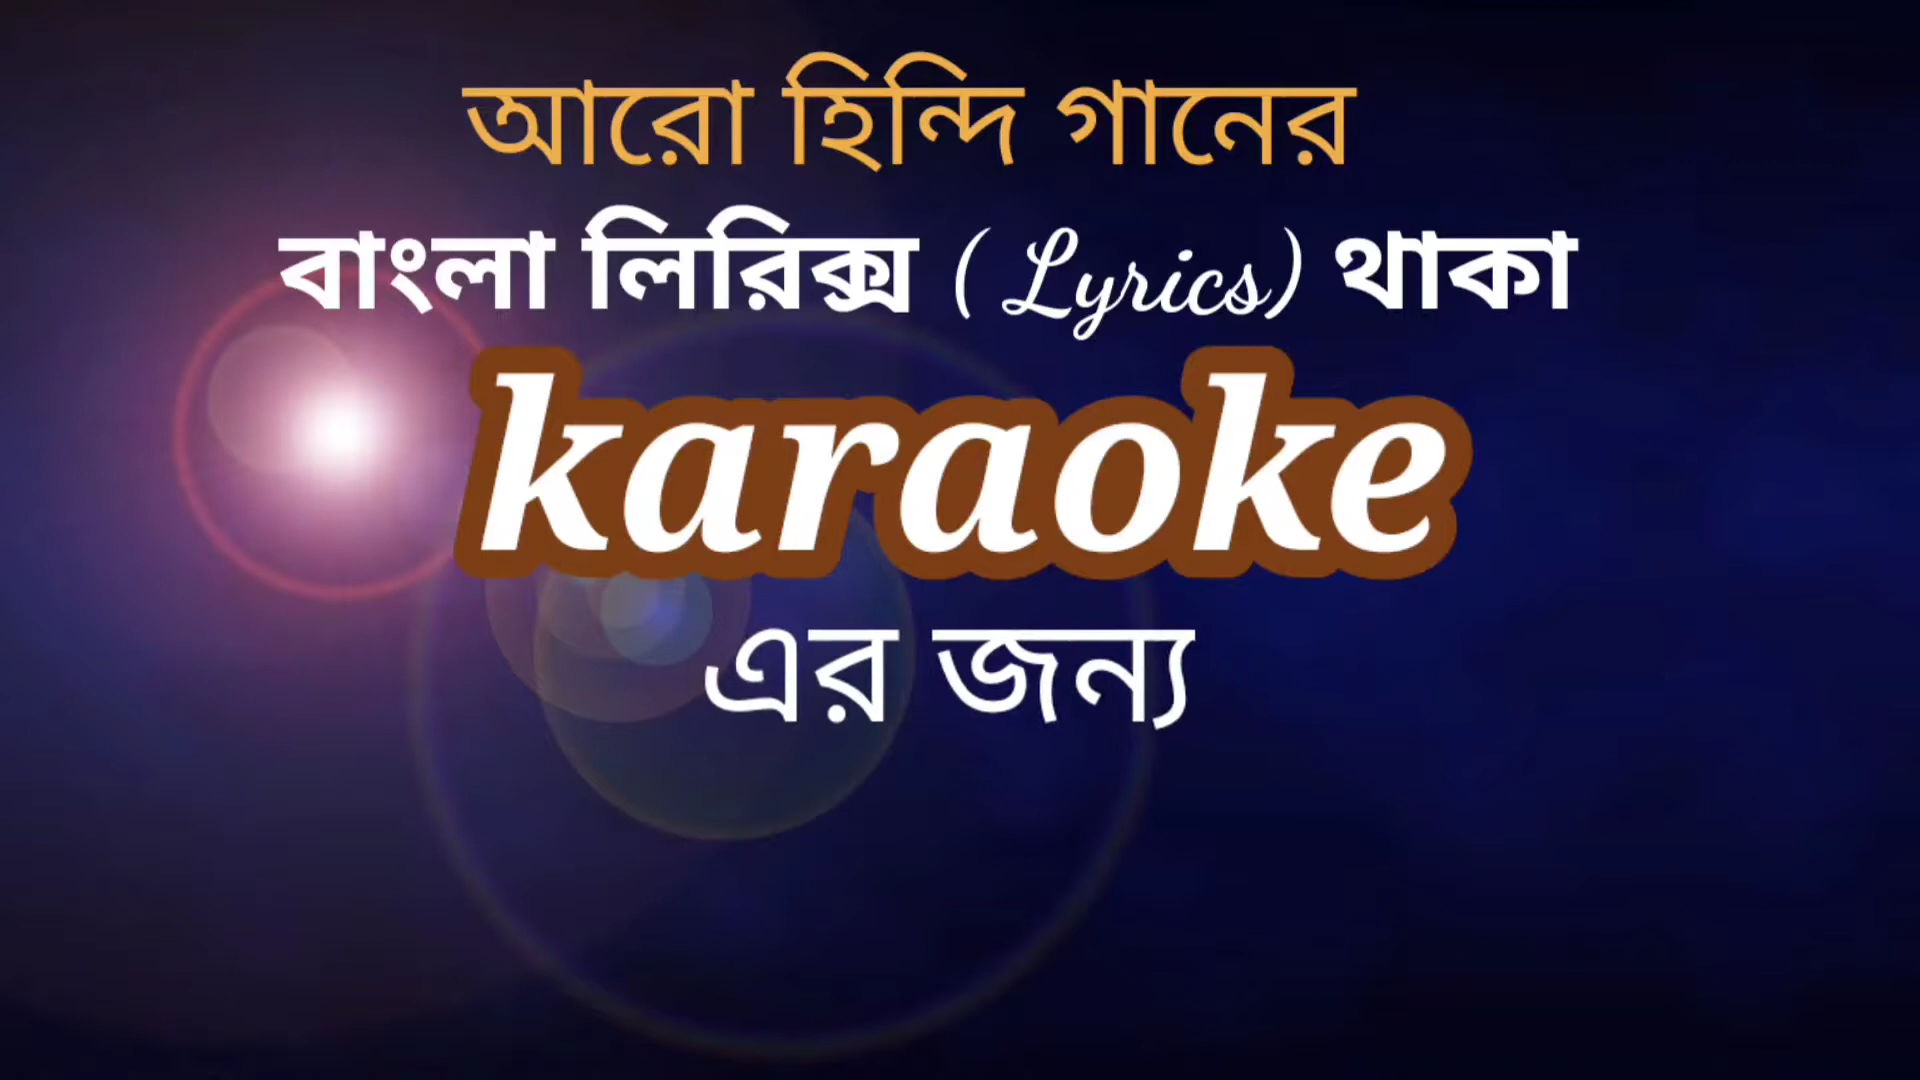 আরো হিন্দি গানের
বাংলা লিরিক্স ( Lyrics) থাকা
karaoke
এর জন্য